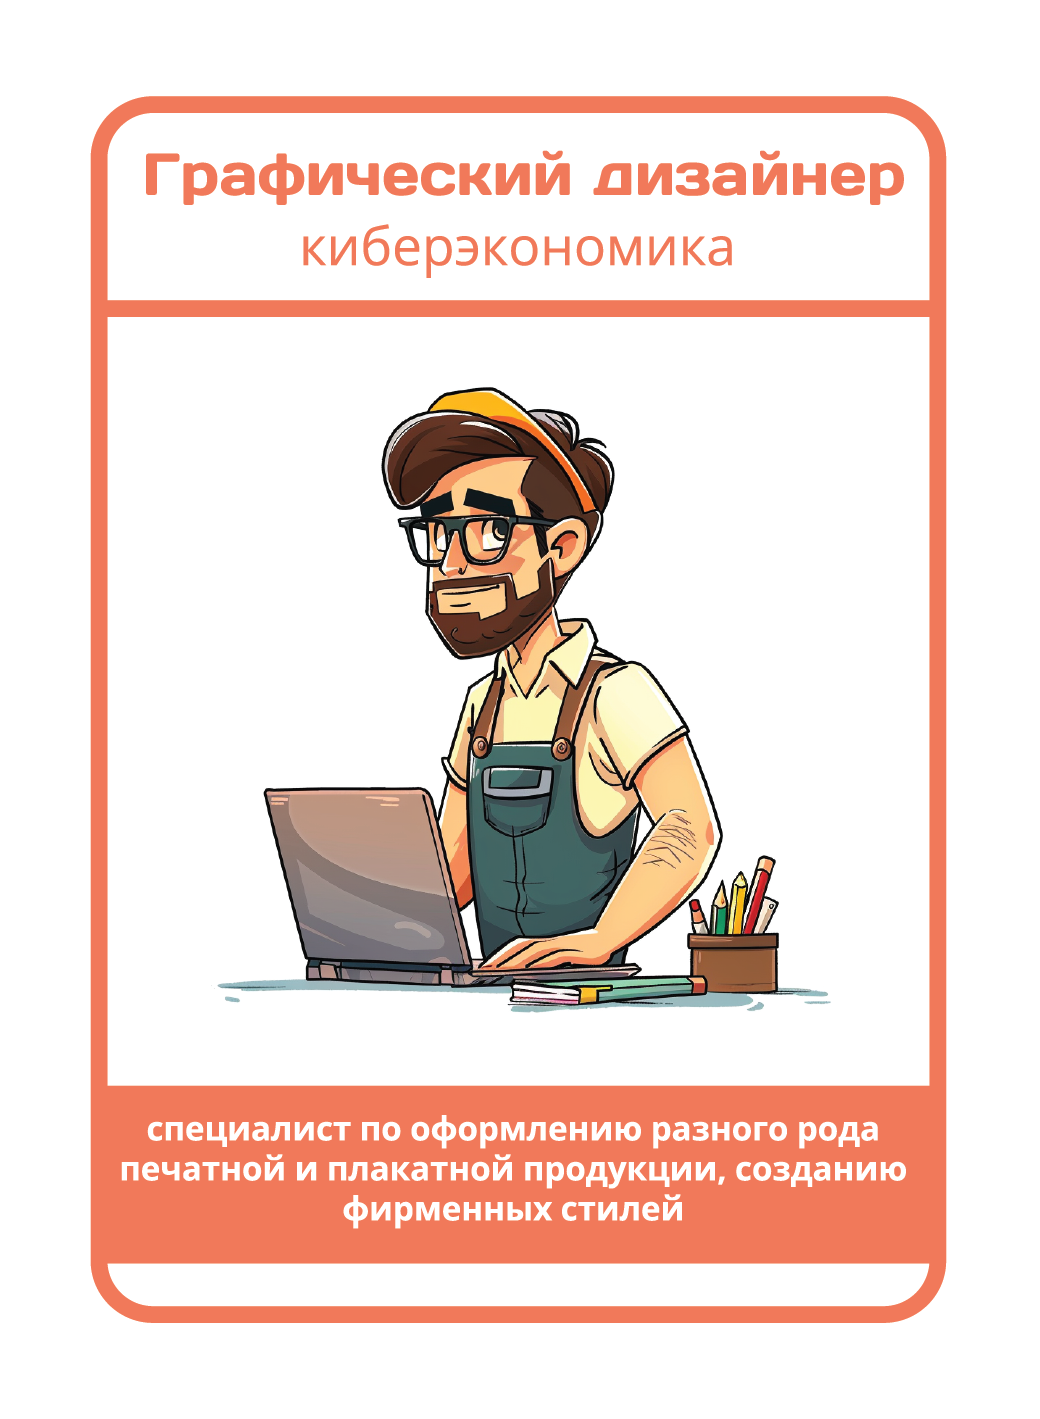 Графический дизайнер
киберэкономика
специалист по оформлению разного рода
печатной и плакатной продукции, созданию
фирменных стилей